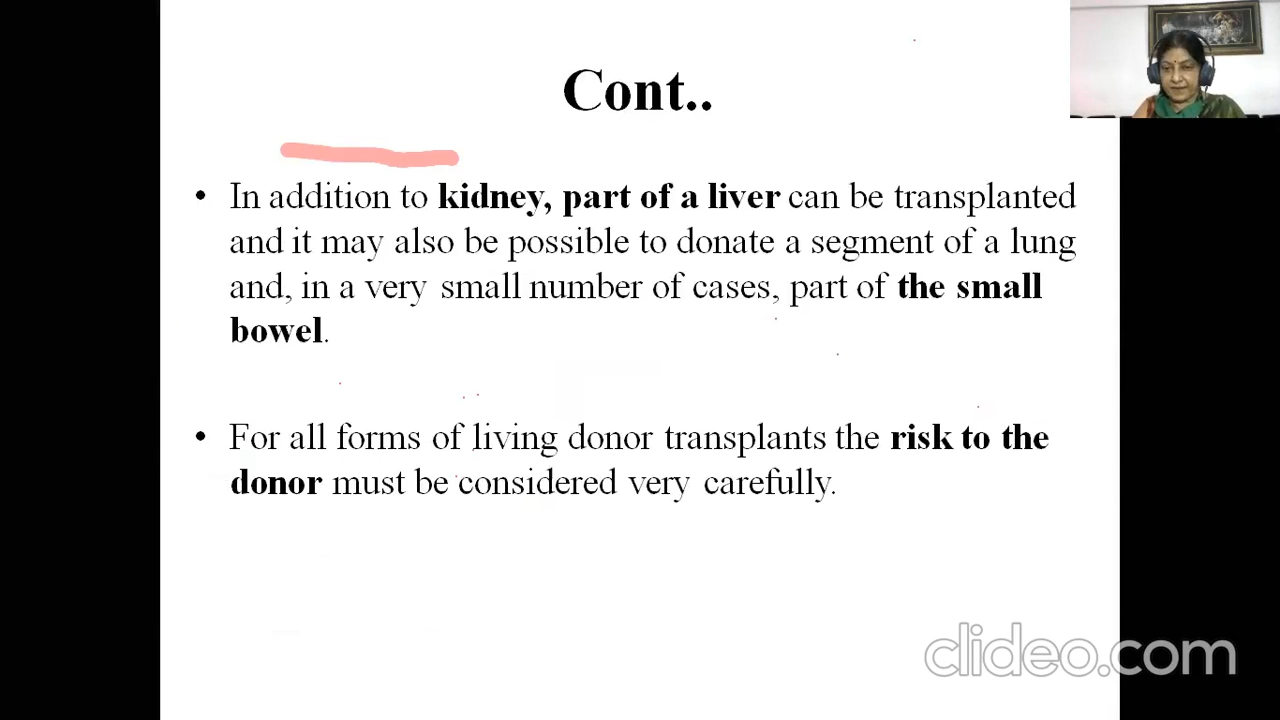 Cont..
• In addition to kidney, part of a liver can be transplanted
and it may also be possible to donate a segment of a lung
and, in a very small number of cases, part of the small
bowel.
• For all forms of living donor transplants the risk to the
donor must be considered very carefully.
clideo.com